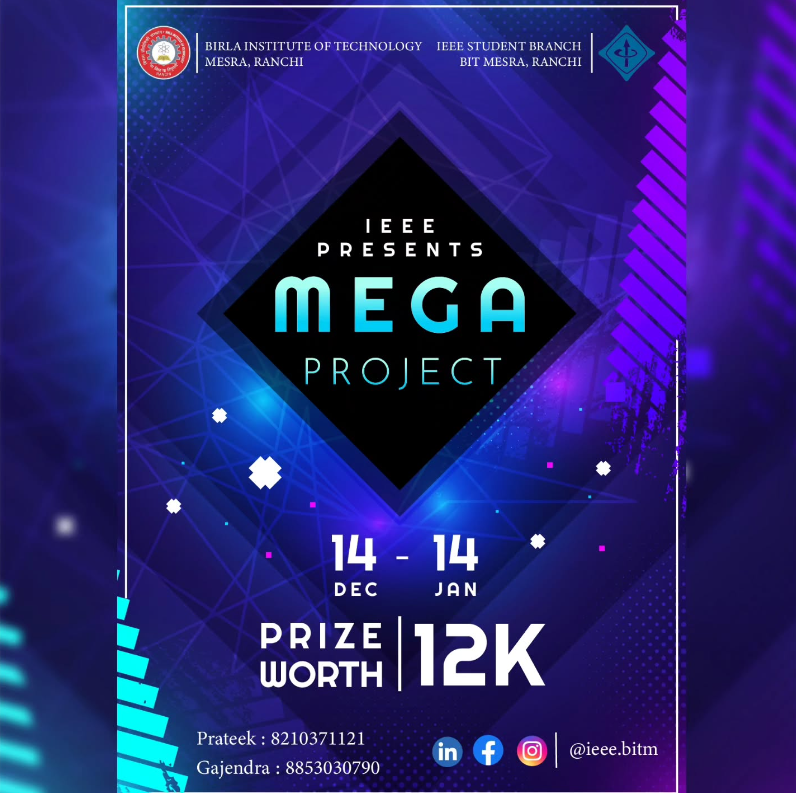 BIRLA INSTITUTE OF TECHNOLOGY
MESRA, RANCHI
IEEE STUDENT BRANCH
BIT MESRA, RANCHI
IEEE
PRESENTS
MEGA
PROJECT
14 - 14
DEC JAN
PRIZE
WORTH
12K
Prateek : 8210371121
Gajendra : 8853030790
in f @ieee.bitm